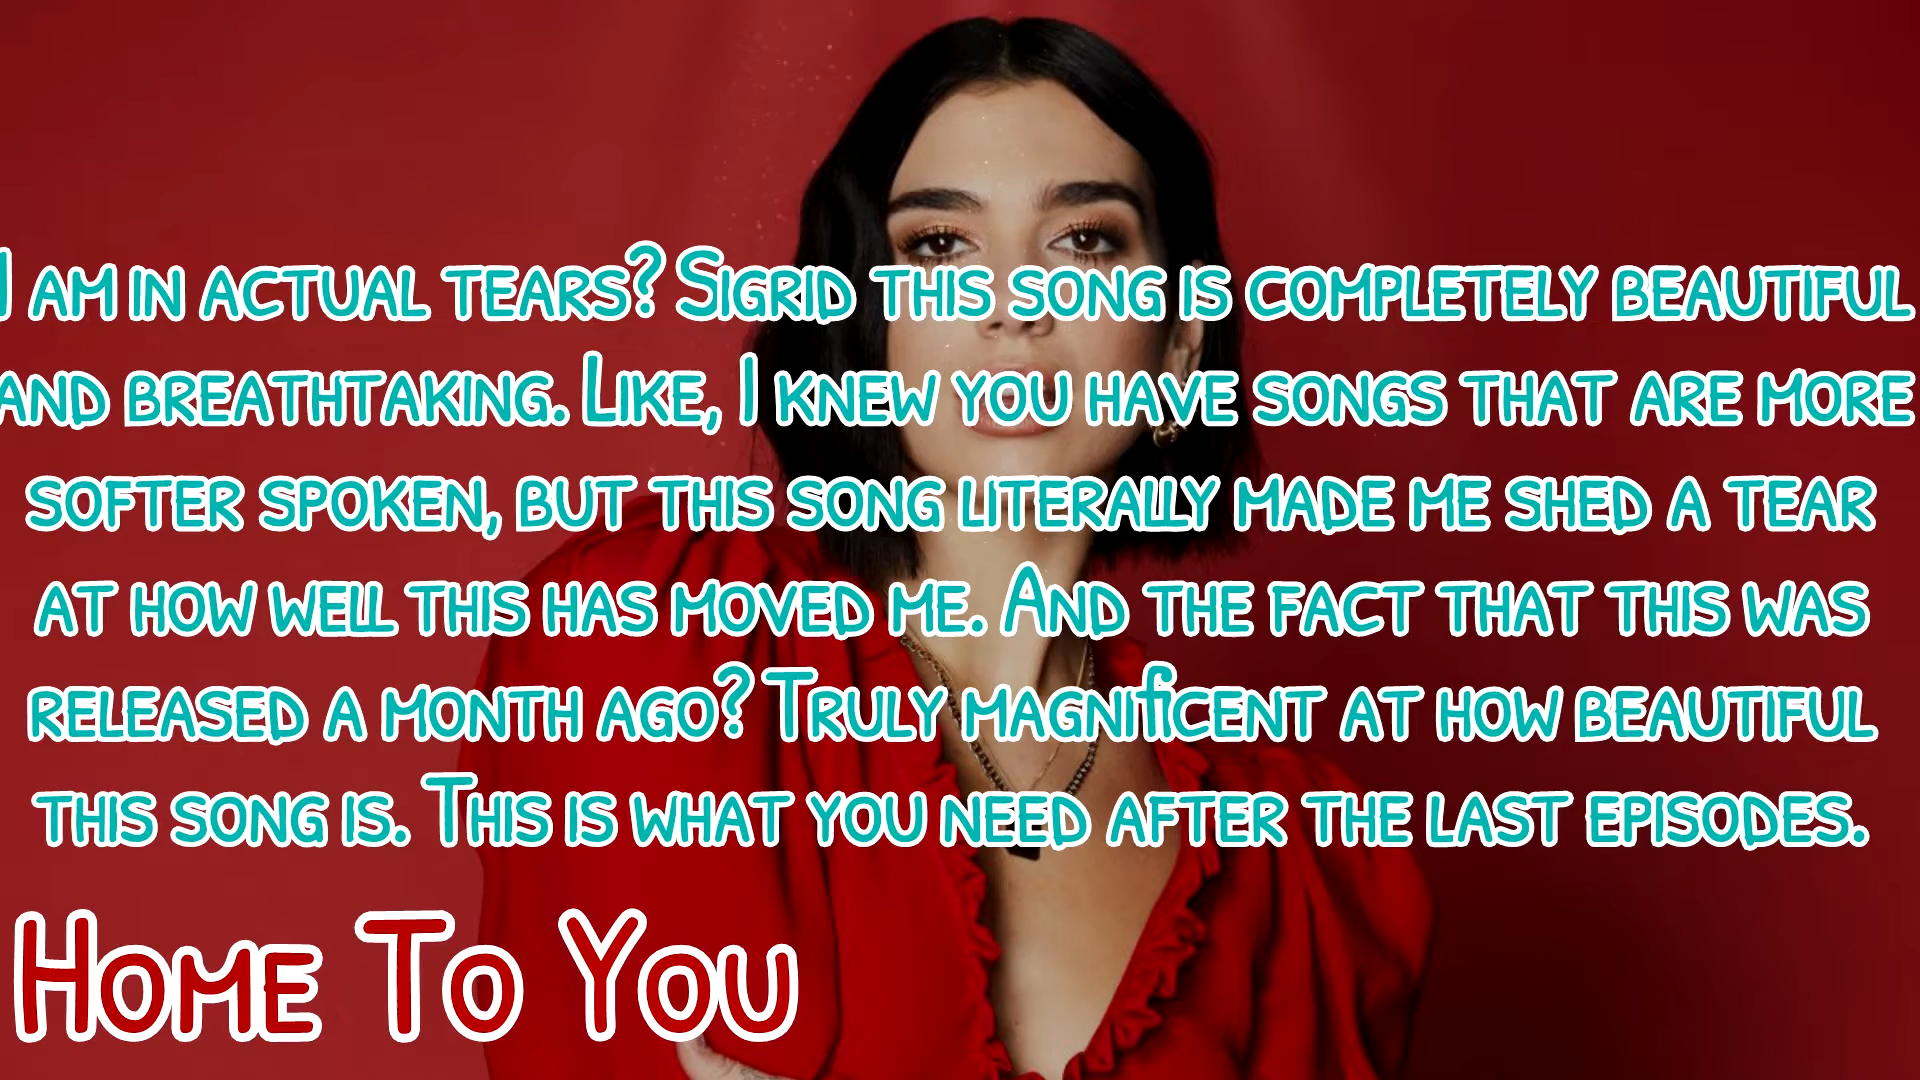 I am in actual tears? Sigrid this song is completely beautiful
and breathtaking. Like, I knew you have songs that are more
softer spoken, but this song literally made me shed a tear
at how well this has moved me. And the fact that this was
released a month ago? Truly magnificent at how beautiful
this song is. This is what you need after the last episodes.
Home To You